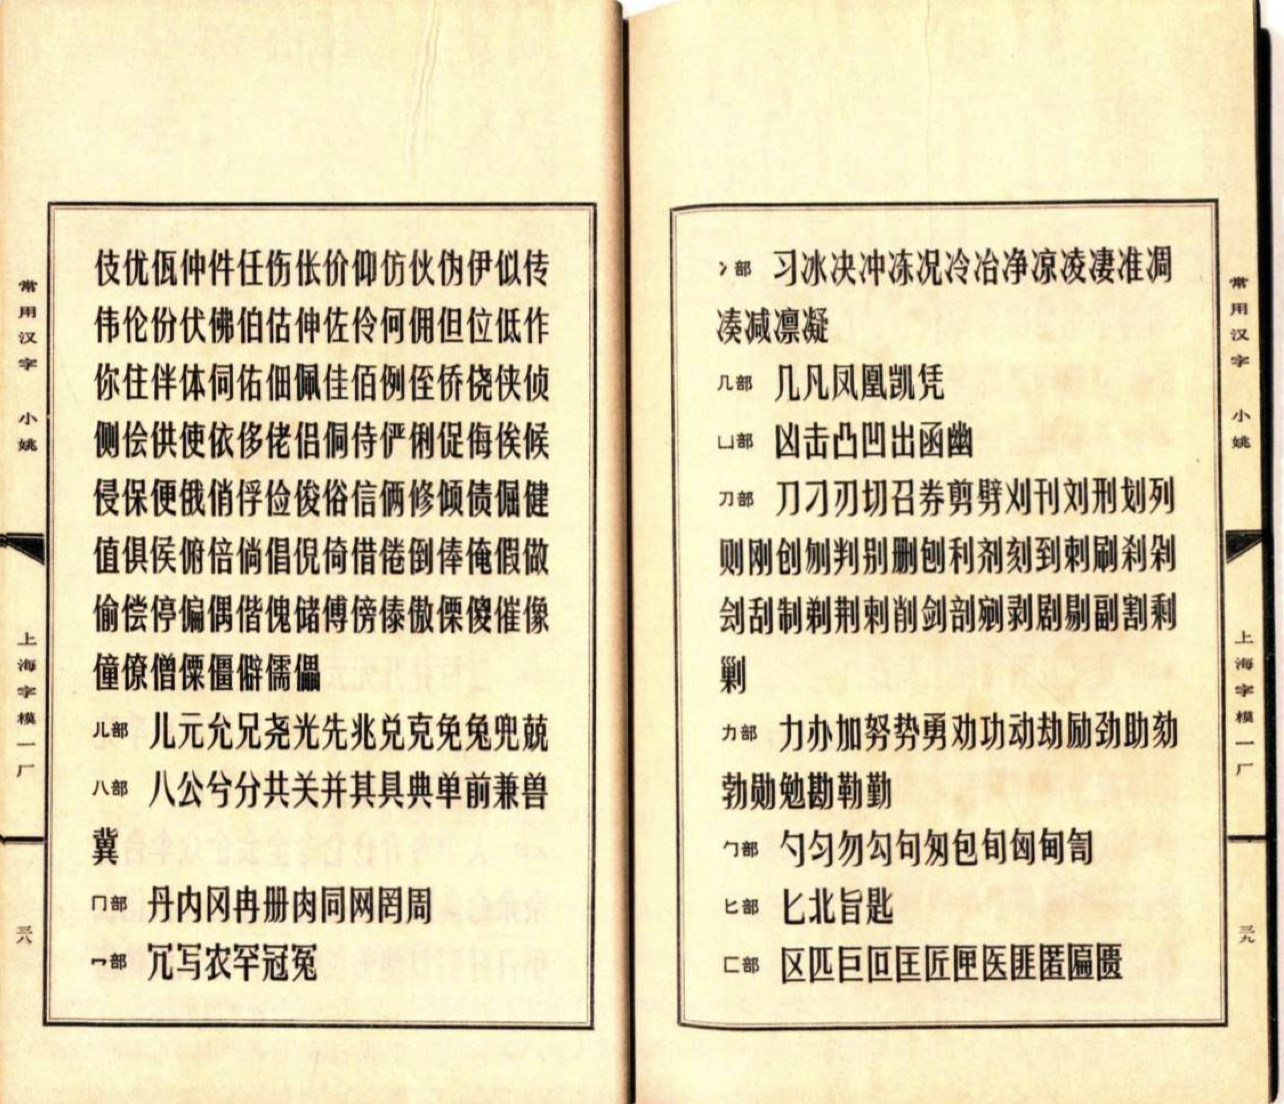 常用汉字 小姚
上海字模一厂
三八
伎优佤仲件任伤伥价仰仿伙伪伊似传
伟伦份伏佛伯估伸佐伶何佣但位低作
你住伴体伺佑佃佩佳佰例侄侨侥侠侦
侧侩供使依侈佬侣侗侍俨俐促侮俟候
侵保便俄俏俘俭俊俗信俩修倾债倔健
值俱侯俯倍倘倡倪倚借倦倒俸俺假做
偷偿停偏偶偕傀储傅傍傣傲傈傻催像
僮僚僧僳僵僻儒儡
儿部 儿元允兄尧光先兆兑克免兔兜兢
八部 八公兮分共关并其具典单前兼兽
冀
冂部 丹内冈冉册肉同网罔周
冖部 冗写农罕冠冤
冫部 习冰决冲冻况冷冶净凉凌凄准凋
凑减凛凝
几部 几凡凤凰凯凭
凵部 凶击凸凹出函幽
刀部 刀刁刃切召券剪劈刈刊刘刑划列
则刚创刎判别删刨利剂刻到刺刷刹剁
刽刮制剃荆剌削剑剖剜剥剧剔副割剩
剿
力部 力办加努势勇劝功动劫励劲助劾
勃勋勉勘勒勤
勹部 勺匀勿勾句匆包旬匈甸訇
匕部 匕北旨匙
匚部 区匹巨叵匡匠匣医匪匿匾匮
常用汉字 小姚
上海字模一厂
三九